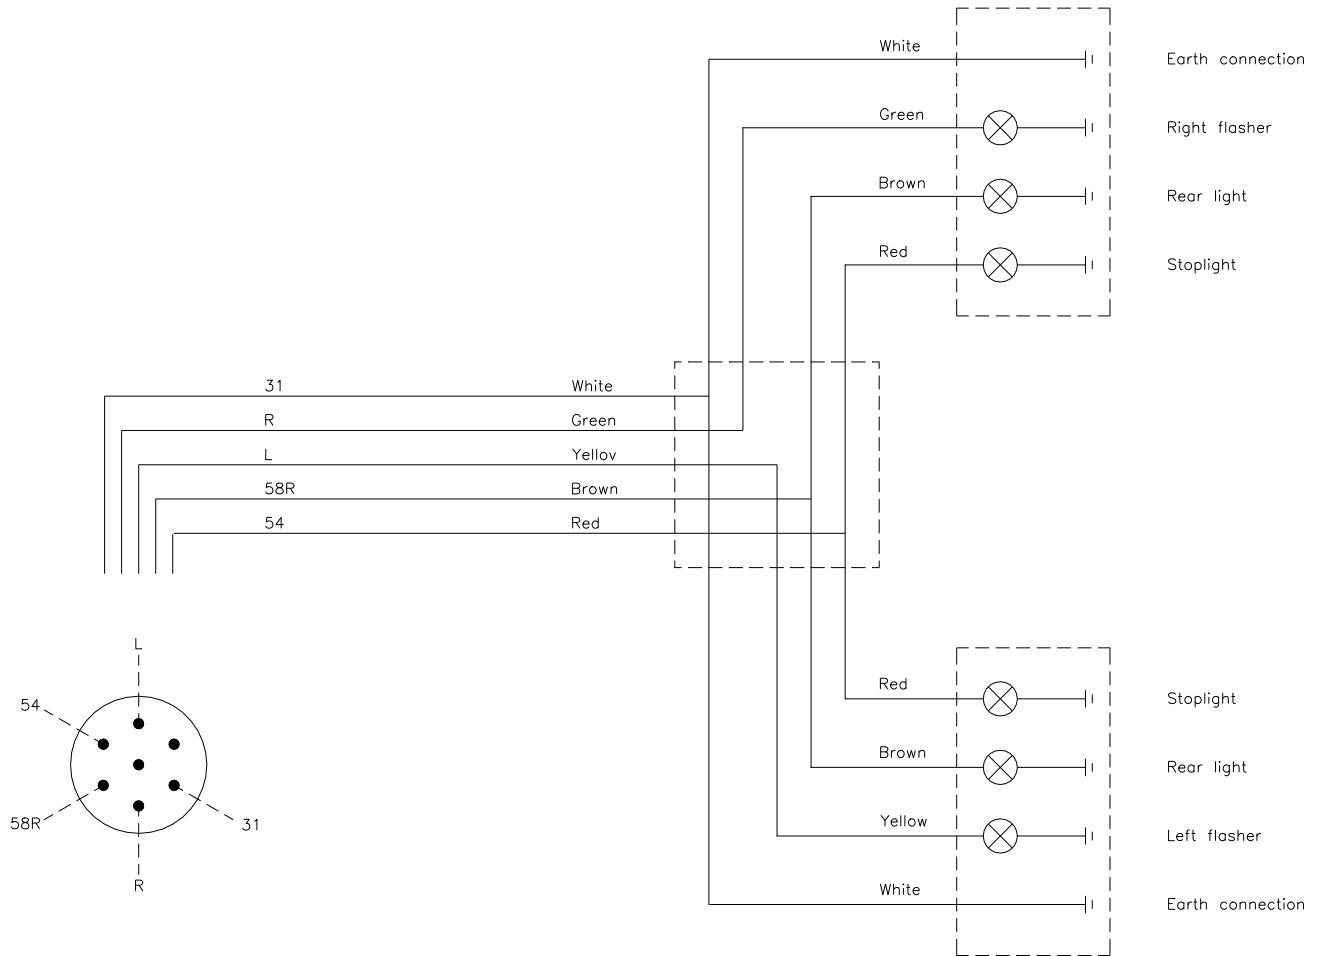 White
Earth connection
Green
Right flasher
Brown
Rear light
Red
Stoplight
31 White
R Green
L Yellov
58R Brown
54 Red
L
54
58R
31
R
Red
Stoplight
Brown
Rear light
Yellow
Left flasher
White
Earth connection